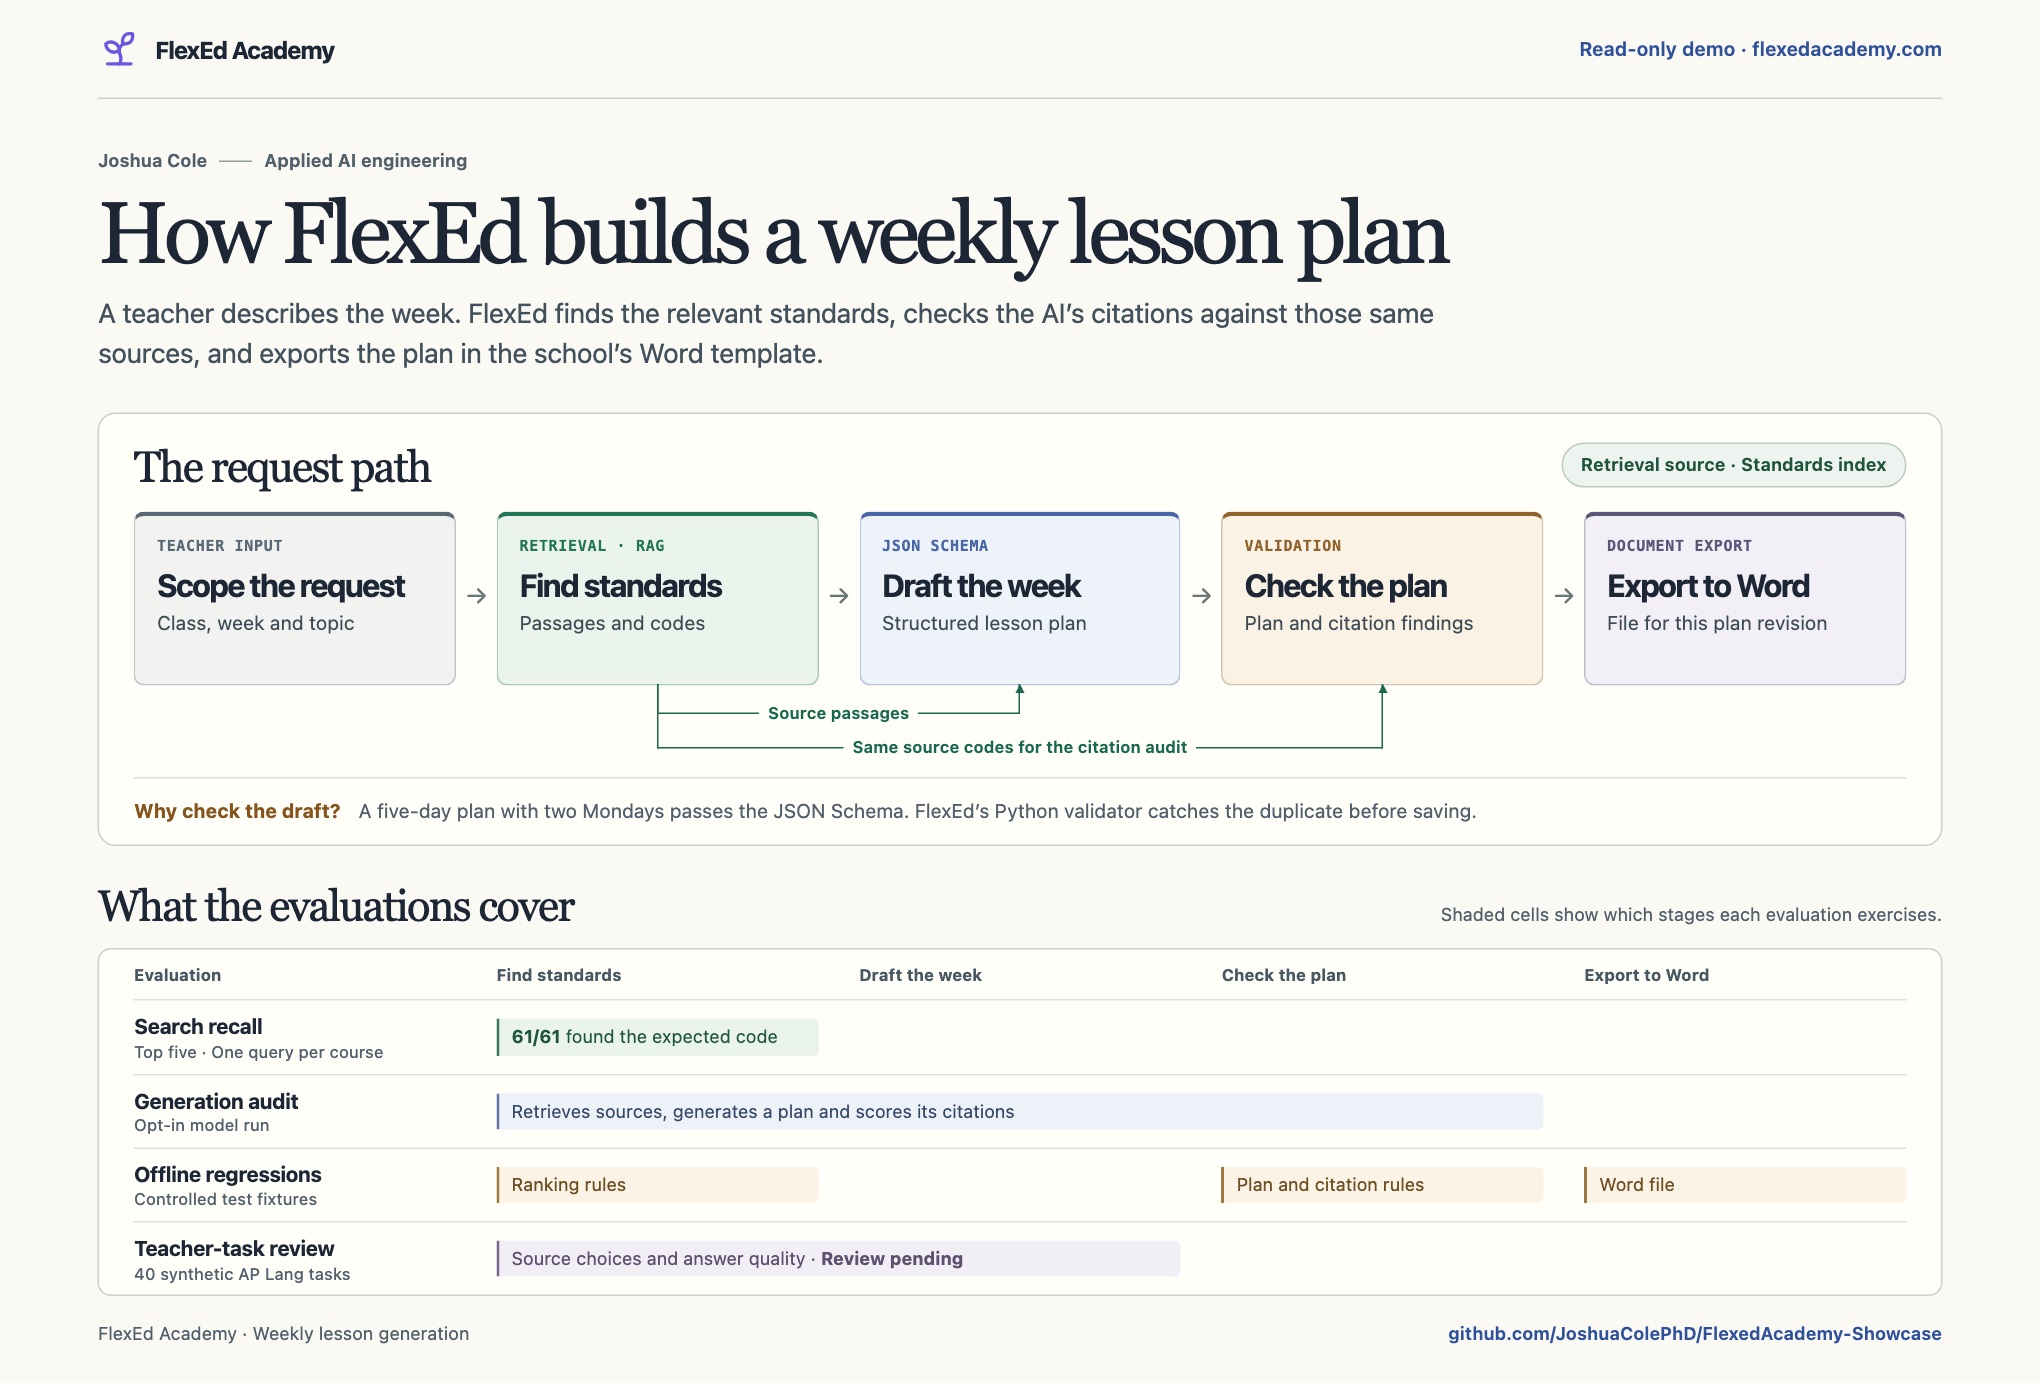 FlexEd Academy
Read-only demo · flexedacademy.com
Joshua Cole — Applied AI engineering
How FlexEd builds a weekly lesson plan
A teacher describes the week. FlexEd finds the relevant standards, checks the AI’s citations against those same
sources, and exports the plan in the school’s Word template.
The request path
Retrieval source · Standards index
TEACHER INPUT
Scope the request
Class, week and topic
→
RETRIEVAL · RAG
Find standards
Passages and codes
→
JSON SCHEMA
Draft the week
Structured lesson plan
→
VALIDATION
Check the plan
Plan and citation findings
→
DOCUMENT EXPORT
Export to Word
File for this plan revision
Source passages
Same source codes for the citation audit
Why check the draft? A five-day plan with two Mondays passes the JSON Schema. FlexEd’s Python validator catches the duplicate before saving.
What the evaluations cover
Shaded cells show which stages each evaluation exercises.
Evaluation Find standards Draft the week Check the plan Export to Word
Search recall
Top five · One query per course
61/61 found the expected code
Generation audit
Opt-in model run
Retrieves sources, generates a plan and scores its citations
Offline regressions
Controlled test fixtures
Ranking rules
Plan and citation rules
Word file
Teacher-task review
40 synthetic AP Lang tasks
Source choices and answer quality · Review pending
FlexEd Academy · Weekly lesson generation
github.com/JoshuaColePhD/FlexedAcademy-Showcase